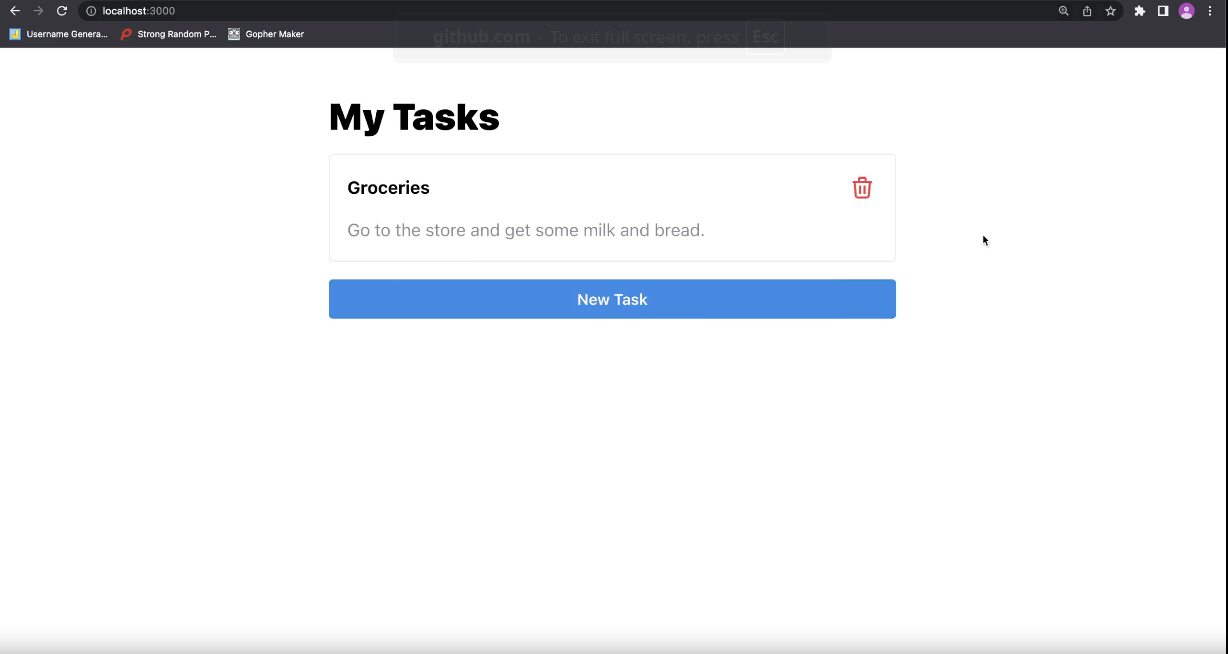 localhost:3000
Username Genera...
Strong Random P...
Gopher Maker
github.com - To exit full screen, press Esc
My Tasks
Groceries
Go to the store and get some milk and bread.
New Task